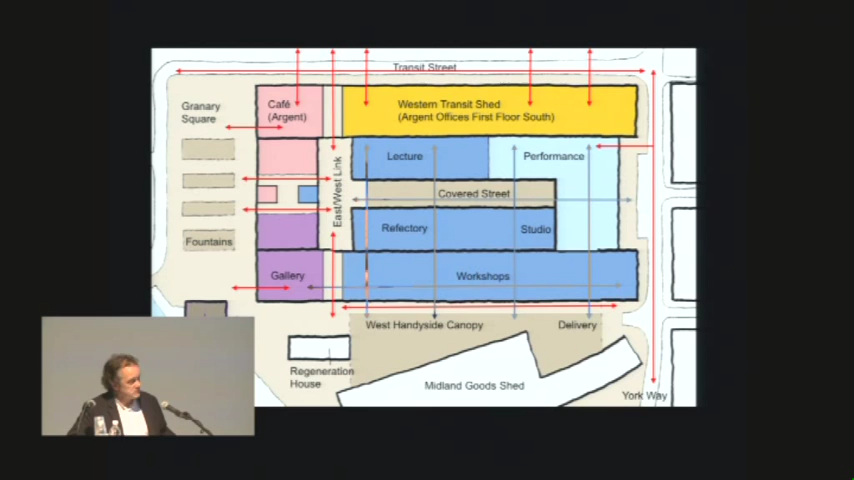 Transit Street
Granary
Square
Café
(Argent)
Western Transit Shed
(Argent Offices First Floor South)
Lecture
Performance
East/West Link
Covered Street
Refectory
Studio
Fountains
Gallery
Workshops
West Handyside Canopy
Delivery
Regeneration
House
Midland Goods Shed
York Way